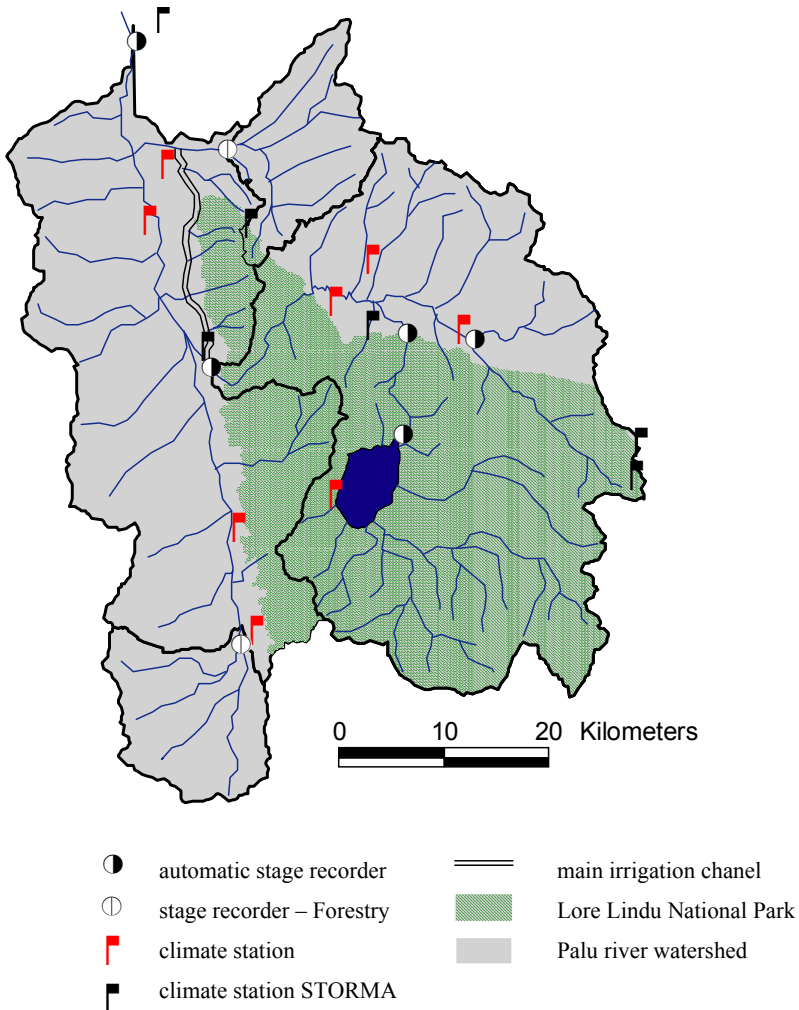 0 10 20 Kilometers
automatic stage recorder
stage recorder – Forestry
climate station
climate station STORMA
main irrigation chanel
Lore Lindu National Park
Palu river watershed